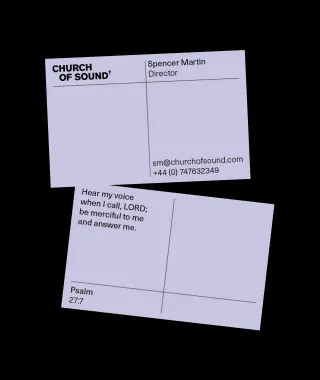 CHURCH
OF SOUND†
Spencer Martin
Director
sm@churchofsound.com
+44 (0) 747632349
Hear my voice
when I call, LORD;
be merciful to me
and answer me.
Psalm
27:7